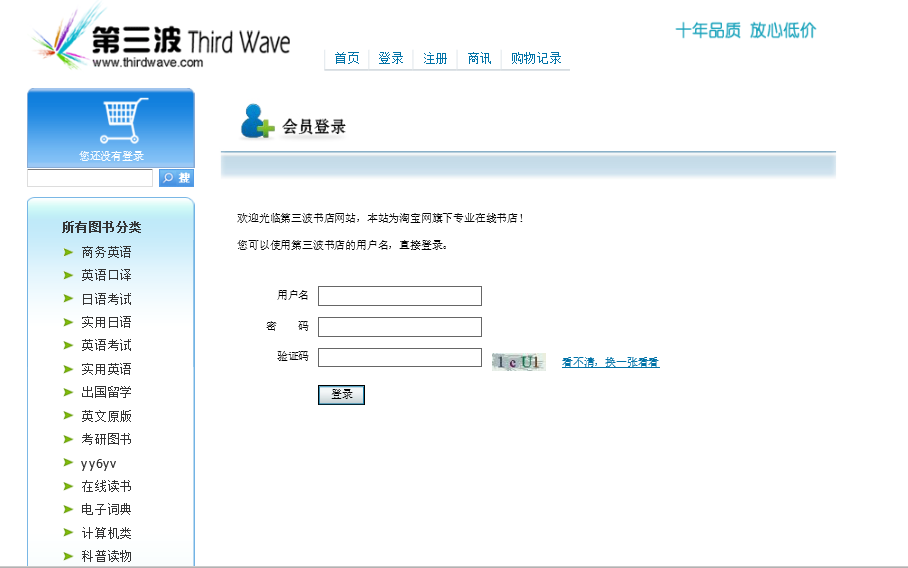 第三波 Third Wave
www.thirdwave.com
十年品质 放心低价
首页 登录 注册 商讯 购物记录
您还没有登录
搜
所有图书分类
商务英语
英语口译
日语考试
实用日语
英语考试
实用英语
出国留学
英文原版
考研图书
yy6yv
在线读书
电子词典
计算机类
科普读物
会员登录
欢迎光临第三波书店网站，本站为淘宝网旗下专业在线书店！
您可以使用第三波书店的用户名，直接登录。
用户名
密 码
验证码 1cU1 看不清，换一张看看
登录